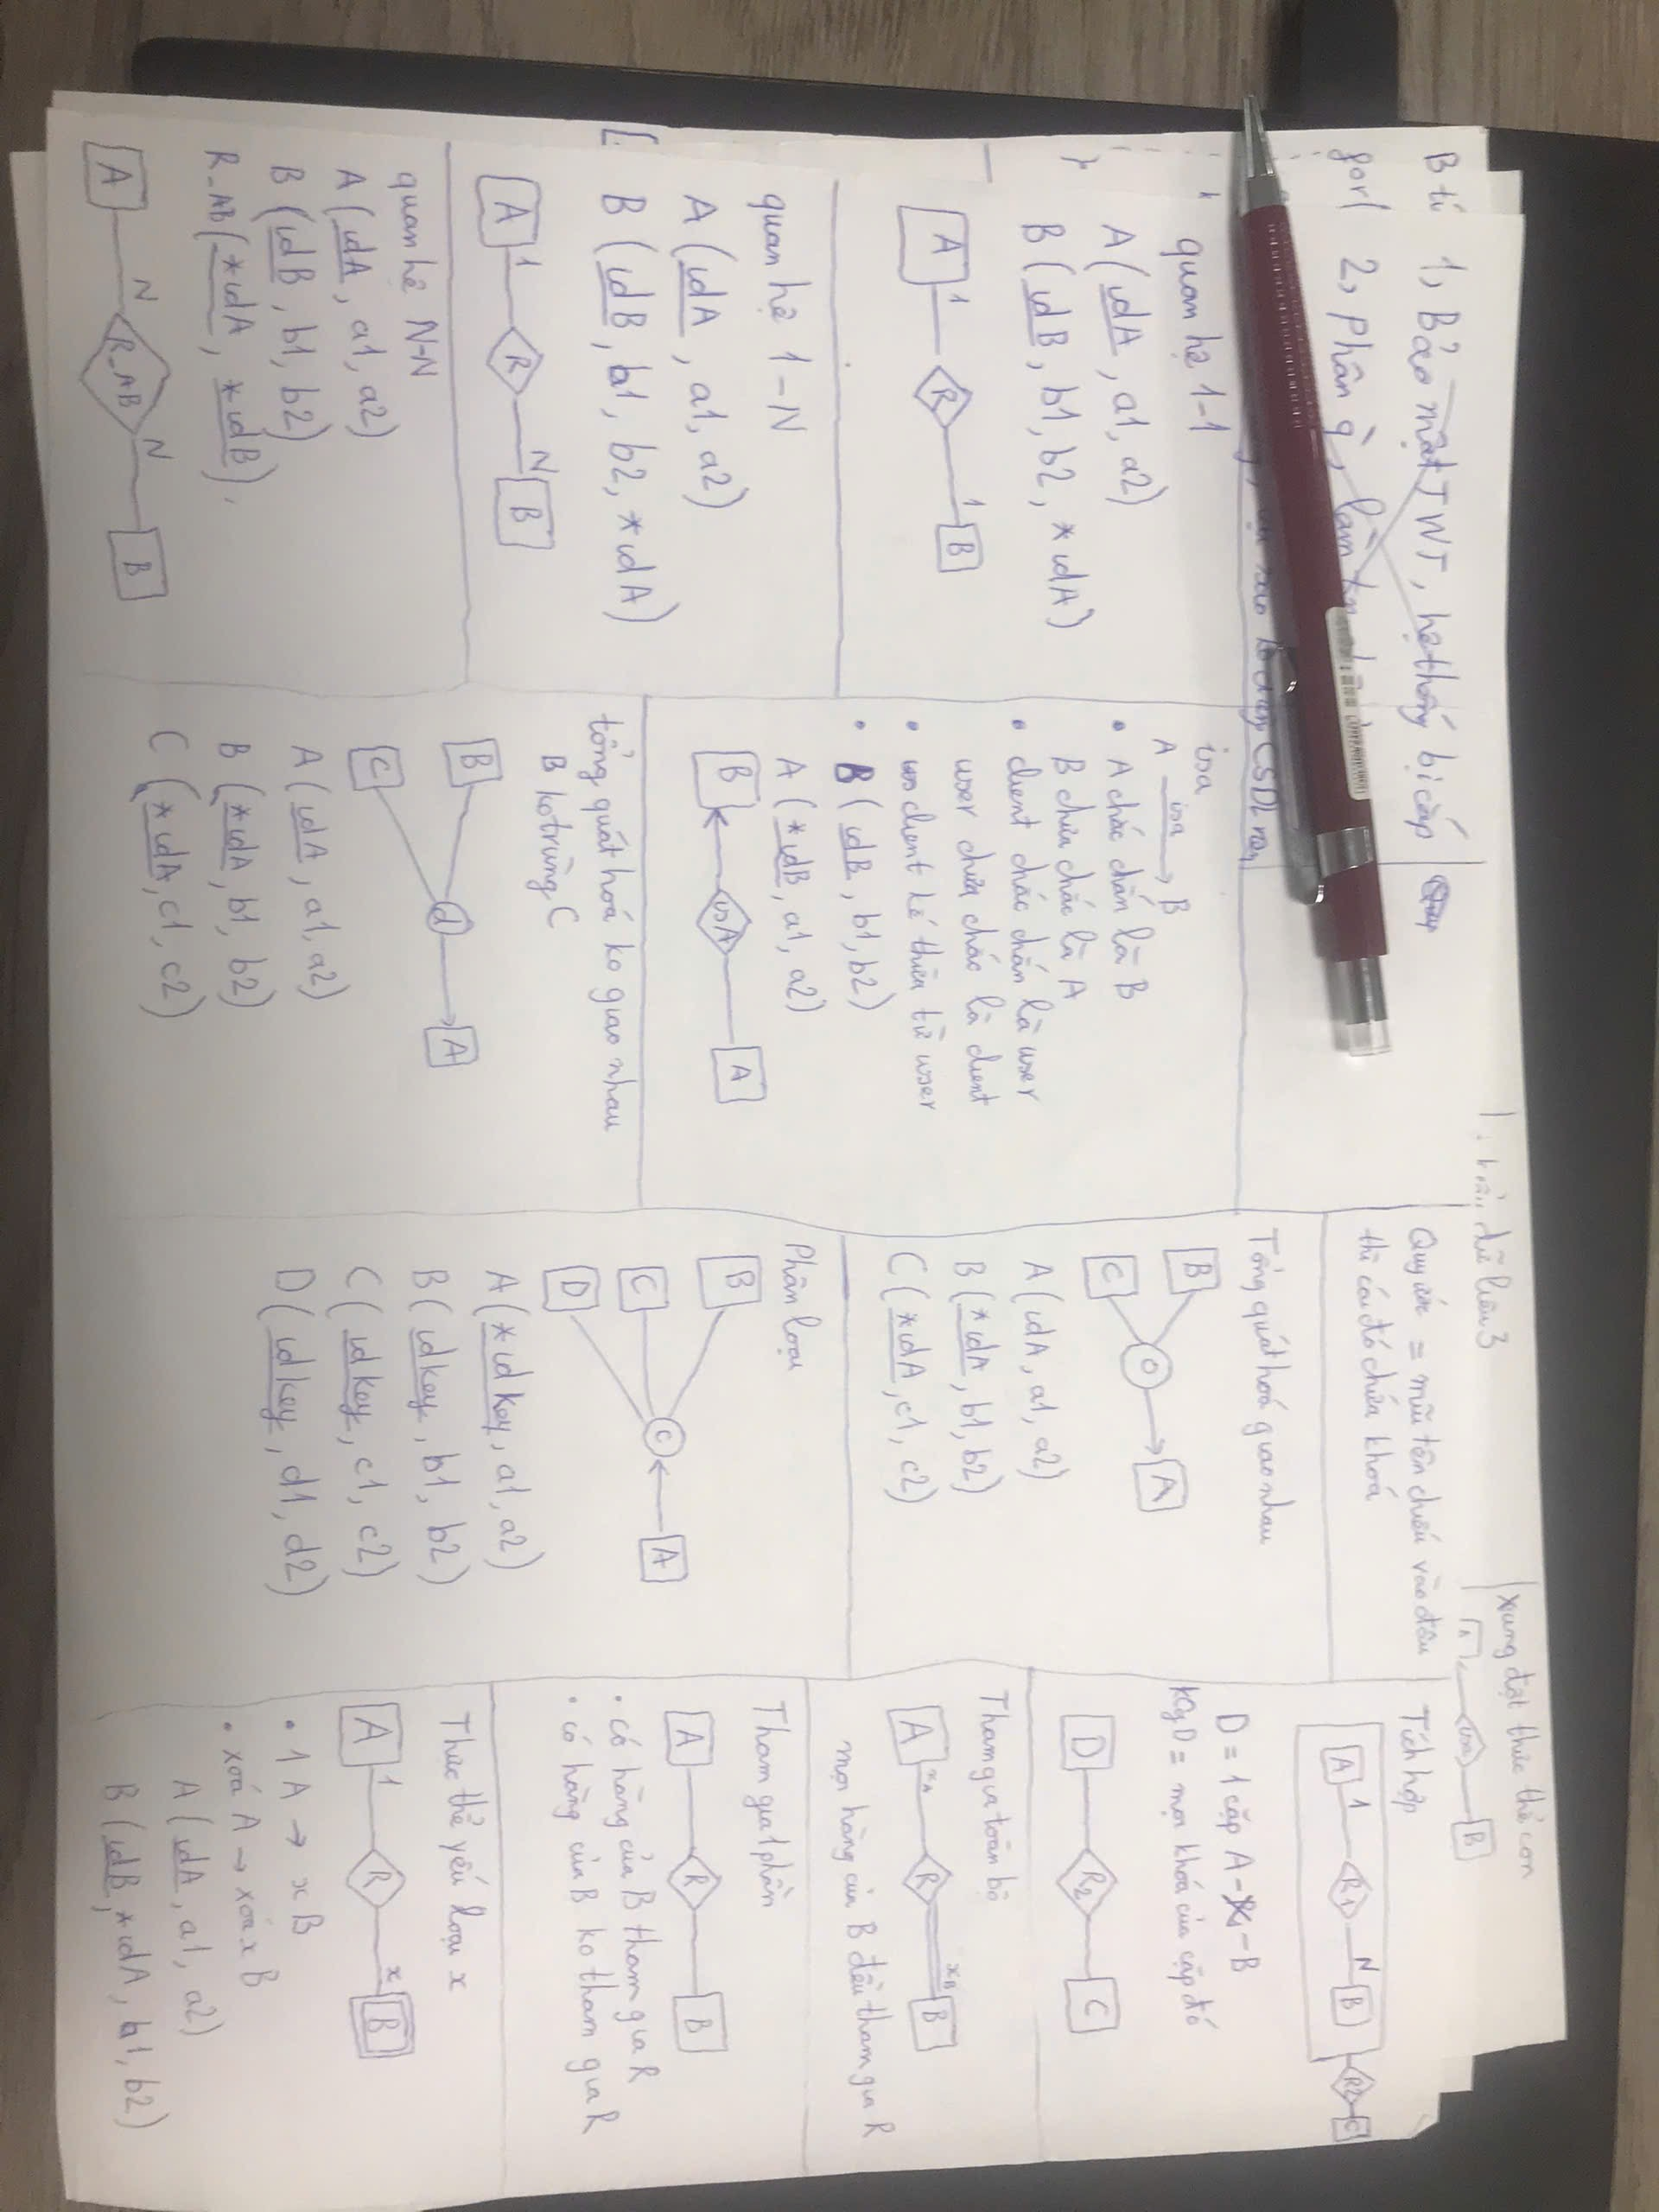 1, Bảo mật TWT, hệ thống bị cấp
2, Phân
CSDL
quan hệ 1-1
A (idA, a1, a2)
B (idB, b1, b2, *idA)
A 1 R 1 B
quan hệ 1-N
A (idA, a1, a2)
B (idB, b1, b2, *idA)
A 1 R N B
quan hệ N-N
A (idA, a1, a2)
B (idB, b1, b2)
R_AB (*idA, *idB).
A N R_AB N B
isa
A isa B
• A chắc chắn là B
B chưa chắc là A
• client chắc chắn là user
user chưa chắc là client
• client kế thừa từ user
• B (idB, b1, b2)
A (*idB, a1, a2)
B isA A
tổng quát hoá ko giao nhau
B ko trùng C
B
C
d
A
A (idA, a1, a2)
B (*idA, b1, b2)
C (*idA, c1, c2)
dữ liệu 3
Quy ước = mũi tên chiếu vào đâu
thì cái đó chứa khoá
Tổng quát hoá giao nhau
B
C
O
A
A (idA, a1, a2)
B (*idA, b1, b2)
C (*idA, c1, c2)
Phân loại
B
C
D
C
A
A (*idkey, a1, a2)
B (idkey, b1, b2)
C (idkey, c1, c2)
D (idkey, d1, d2)
xung đột thực thể con
A isa B
Tích hợp
A 1 R1 N B R2 C
D = 1 cặp A - - B
D = mọi khoá của cặp đó
D R2 C
Tham gia toàn bộ
A R B
mọi hàng của B đều tham gia R
Tham gia 1 phần
A R B
• có hàng của B tham gia R
• có hàng của B ko tham gia R
Thực thể yếu loại x
A 1 R x B
• 1 A → x B
• xoá A → xoá x B
A (idA, a1, a2)
B (idB, *idA, b1, b2)